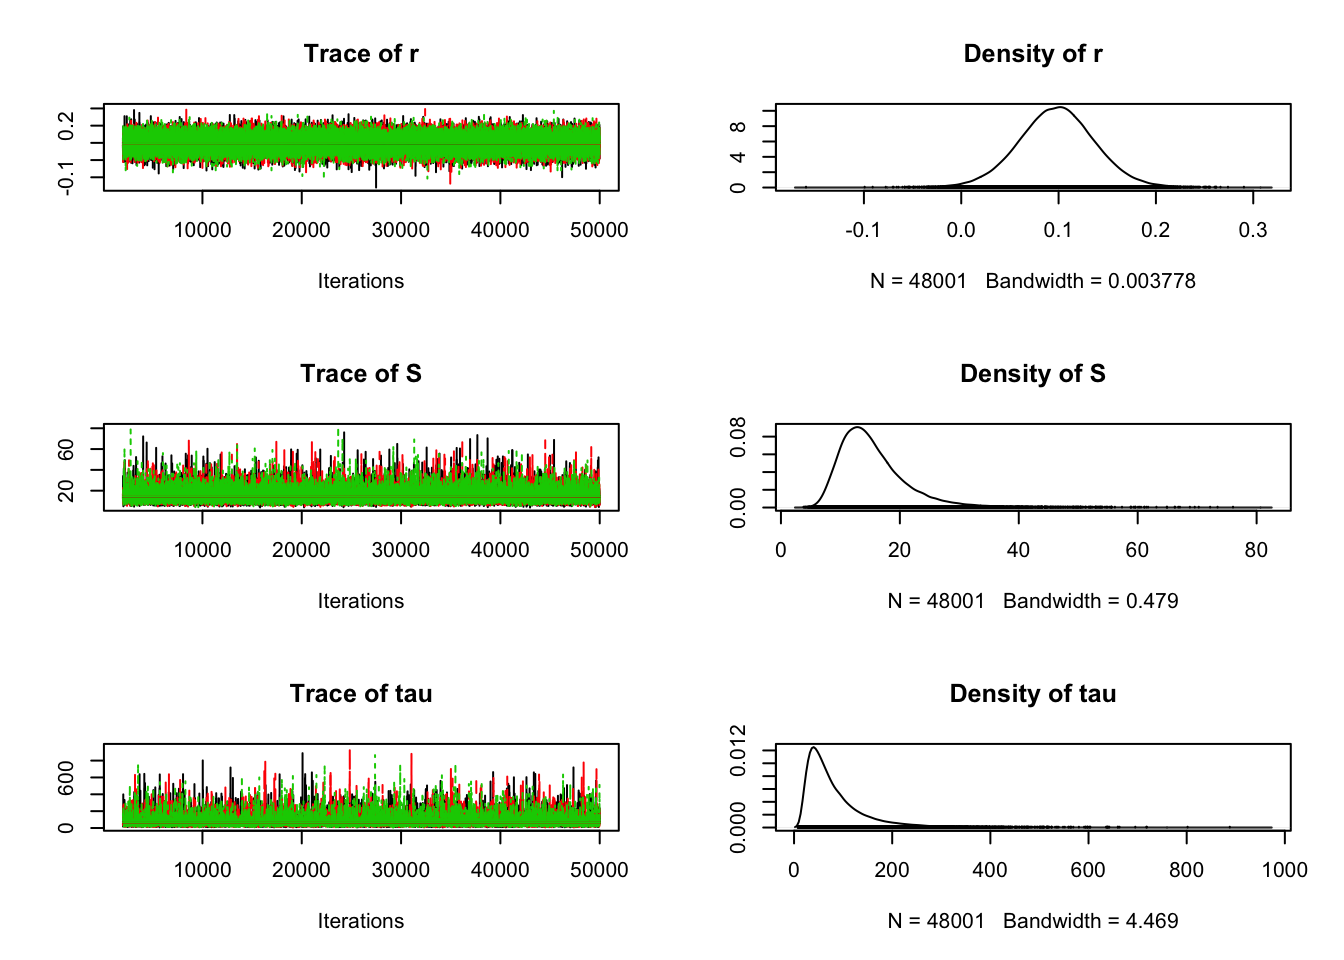 Trace of r
Density of r
-0.1 0.2
0 4 8
10000 20000 30000 40000 50000
-0.1 0.0 0.1 0.2 0.3
Iterations
N = 48001 Bandwidth = 0.003778
Trace of S
Density of S
20 60
0.00 0.08
10000 20000 30000 40000 50000
0 20 40 60 80
Iterations
N = 48001 Bandwidth = 0.479
Trace of tau
Density of tau
0 600
0.000 0.012
10000 20000 30000 40000 50000
0 200 400 600 800 1000
Iterations
N = 48001 Bandwidth = 4.469